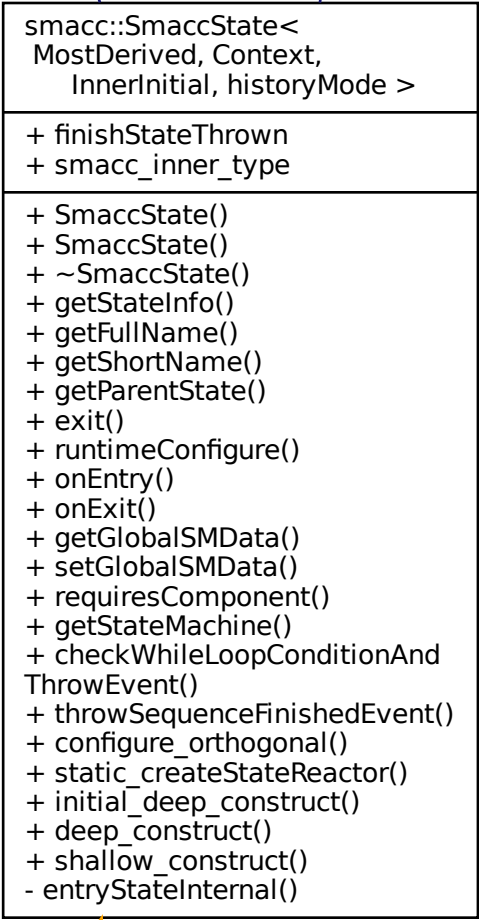 smacc::SmaccState<
MostDerived, Context,
InnerInitial, historyMode >
+ finishStateThrown
+ smacc_inner_type
+ SmaccState()
+ SmaccState()
+ ~SmaccState()
+ getStateInfo()
+ getFullName()
+ getShortName()
+ getParentState()
+ exit()
+ runtimeConfigure()
+ onEntry()
+ onExit()
+ getGlobalSMData()
+ setGlobalSMData()
+ requiresComponent()
+ getStateMachine()
+ checkWhileLoopConditionAnd
ThrowEvent()
+ throwSequenceFinishedEvent()
+ configure_orthogonal()
+ static_createStateReactor()
+ initial_deep_construct()
+ deep_construct()
+ shallow_construct()
- entryStateInternal()